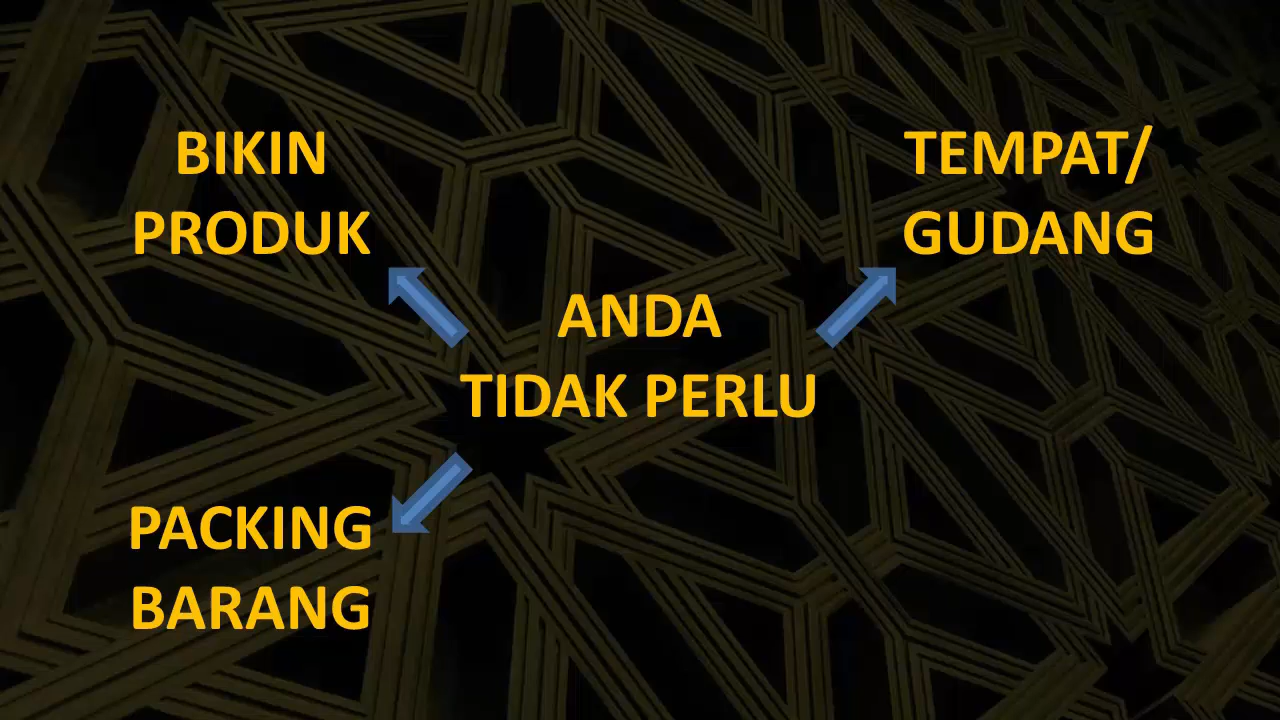 BIKIN
PRODUK
TEMPAT/
GUDANG
ANDA
TIDAK PERLU
PACKING
BARANG